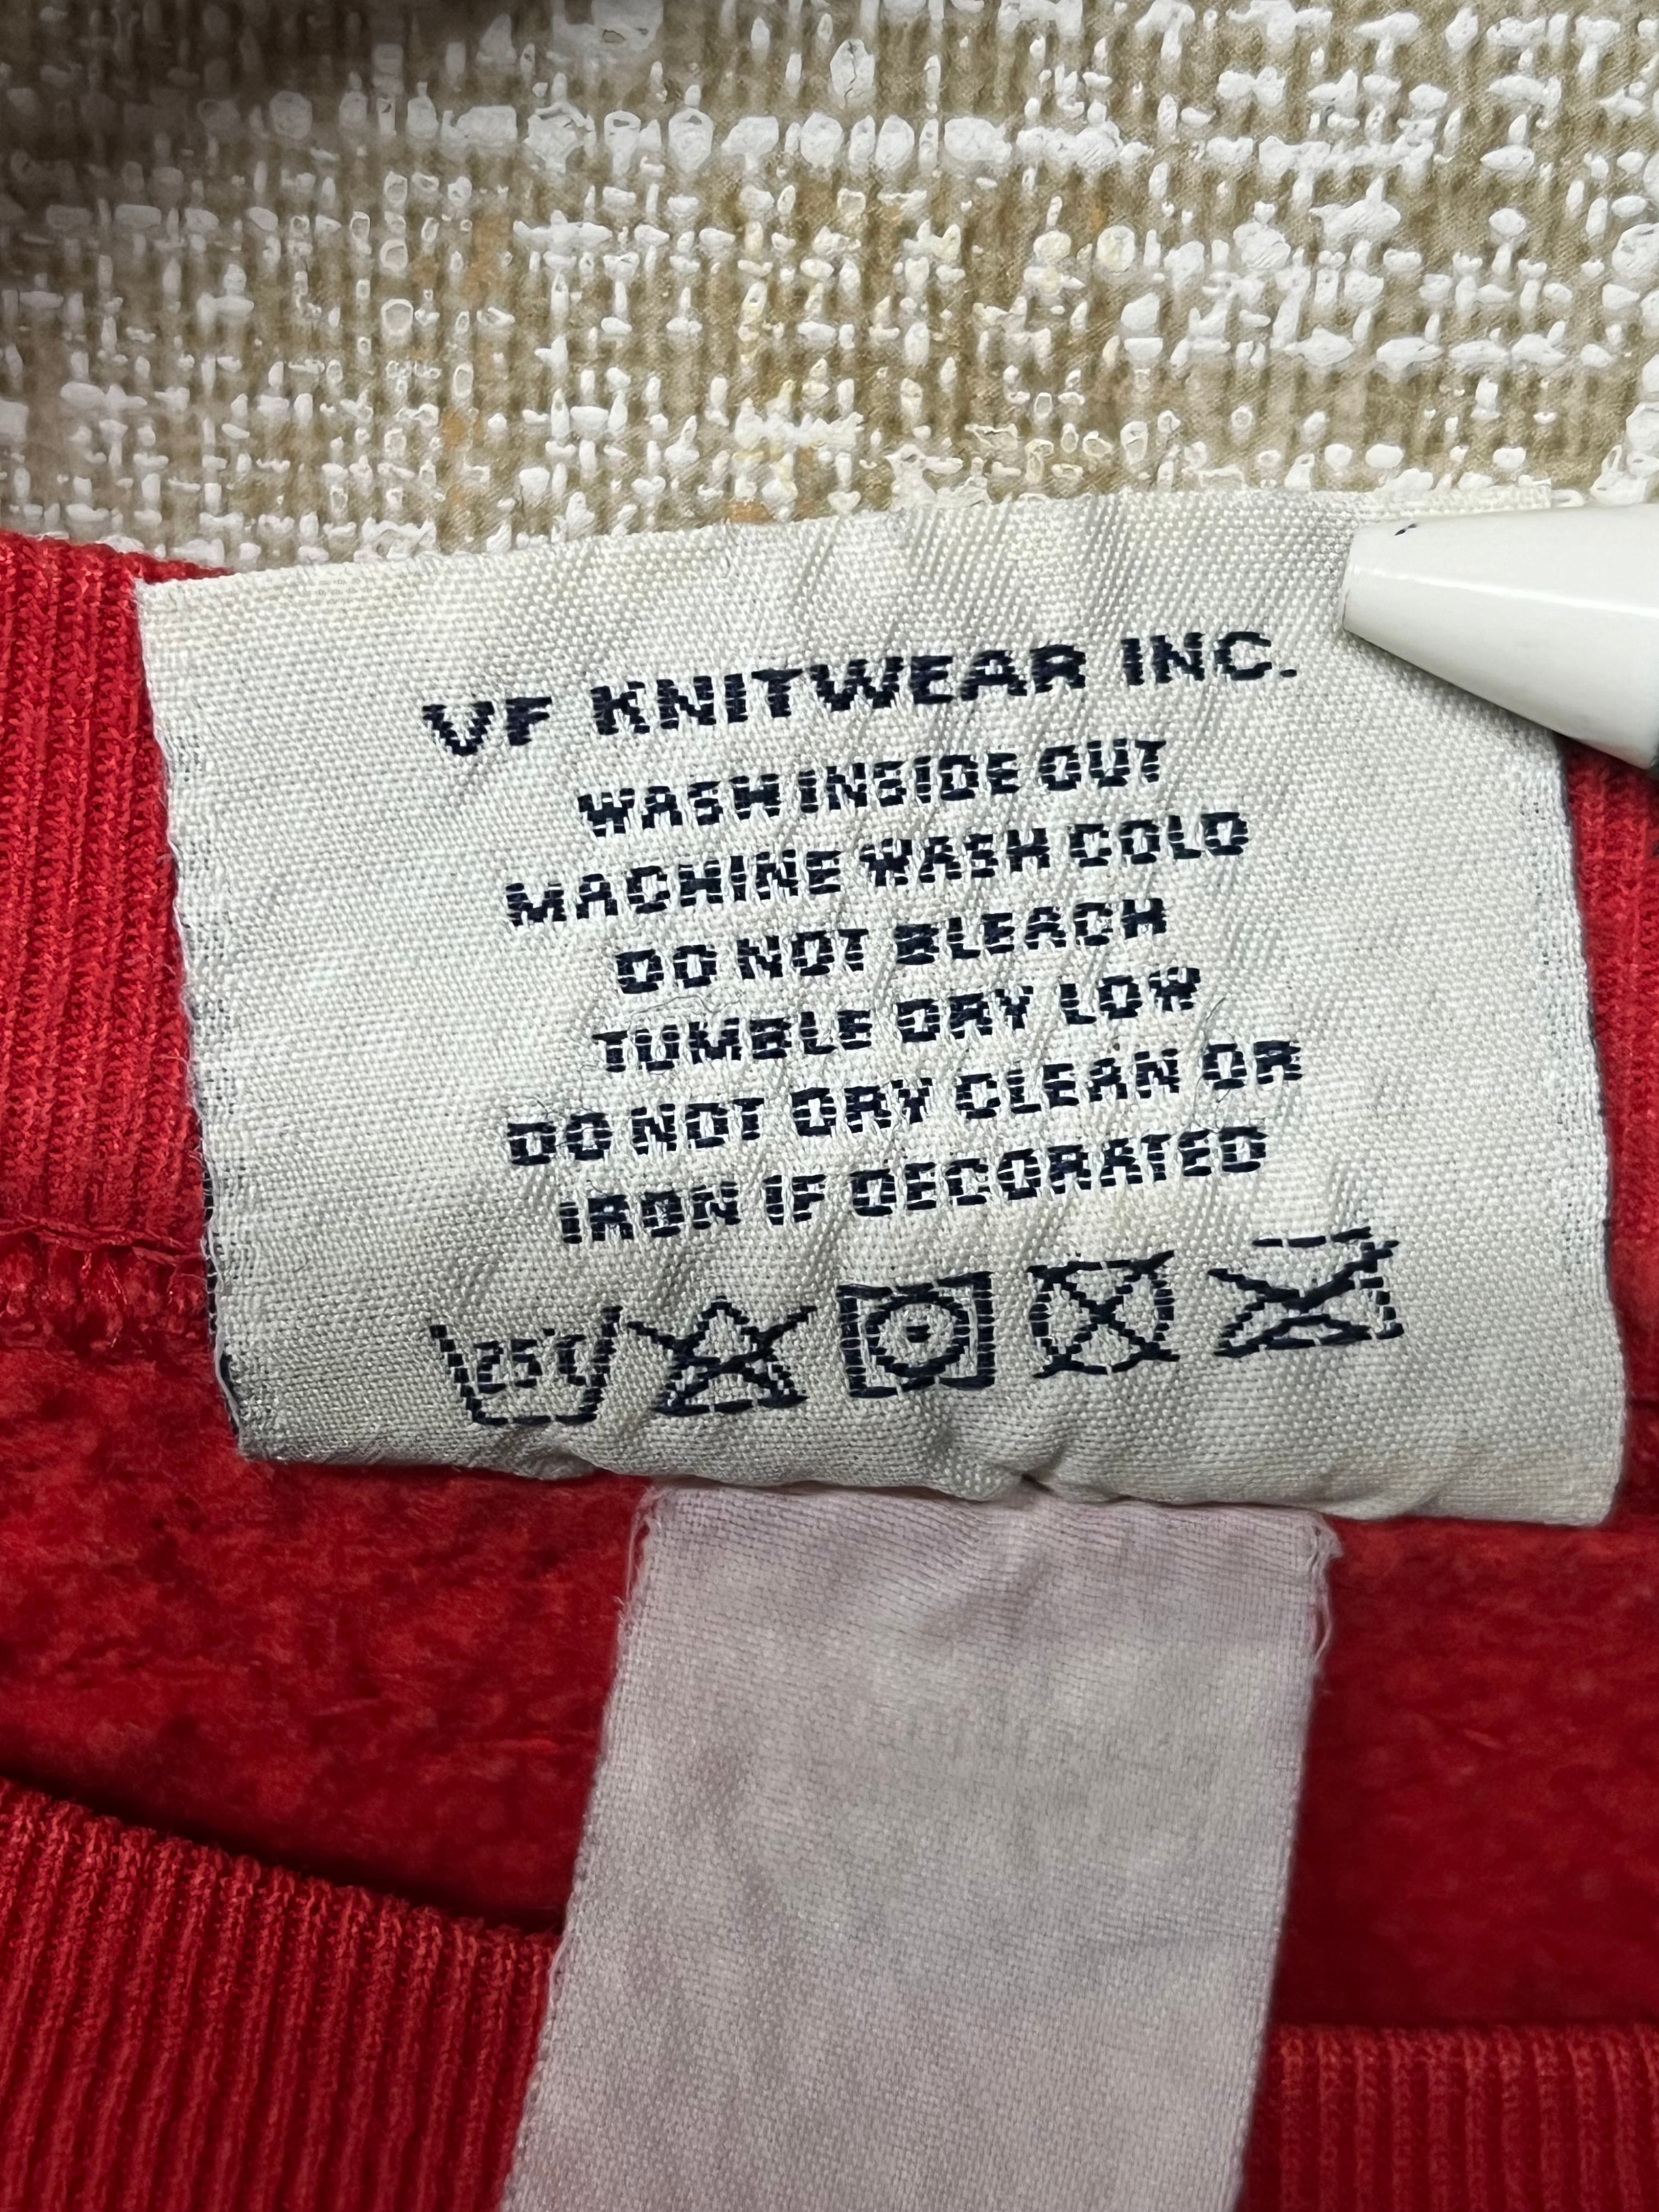 VF KNITWEAR INC.
WASH INSIDE OUT
MACHINE WASH COLD
DO NOT BLEACH
TUMBLE DRY LOW
DO NOT DRY CLEAN OR
IRON IF DECORATED
25°C